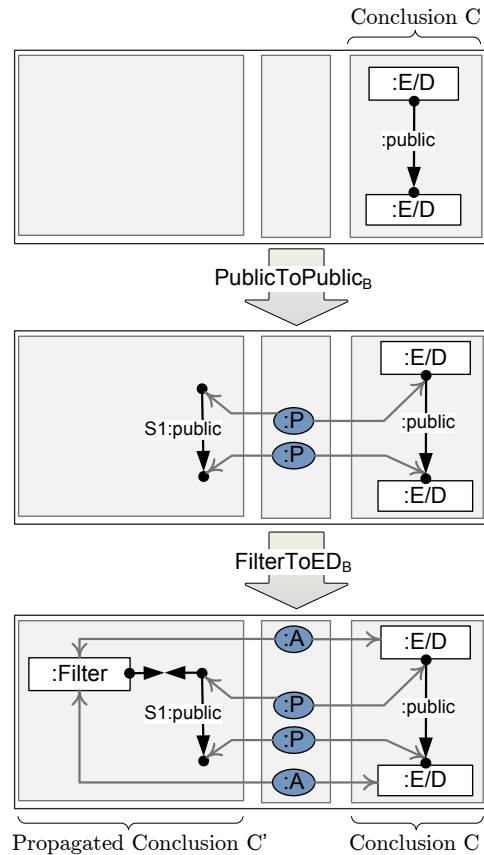 Conclusion C
:E/D
:public
:E/D
PublicToPublicB
:E/D
:P
S1:public
:public
:P
:E/D
FilterToEDB
:A
:E/D
:Filter
S1:public
:P
:public
:P
:A
:E/D
Propagated Conclusion C'
Conclusion C